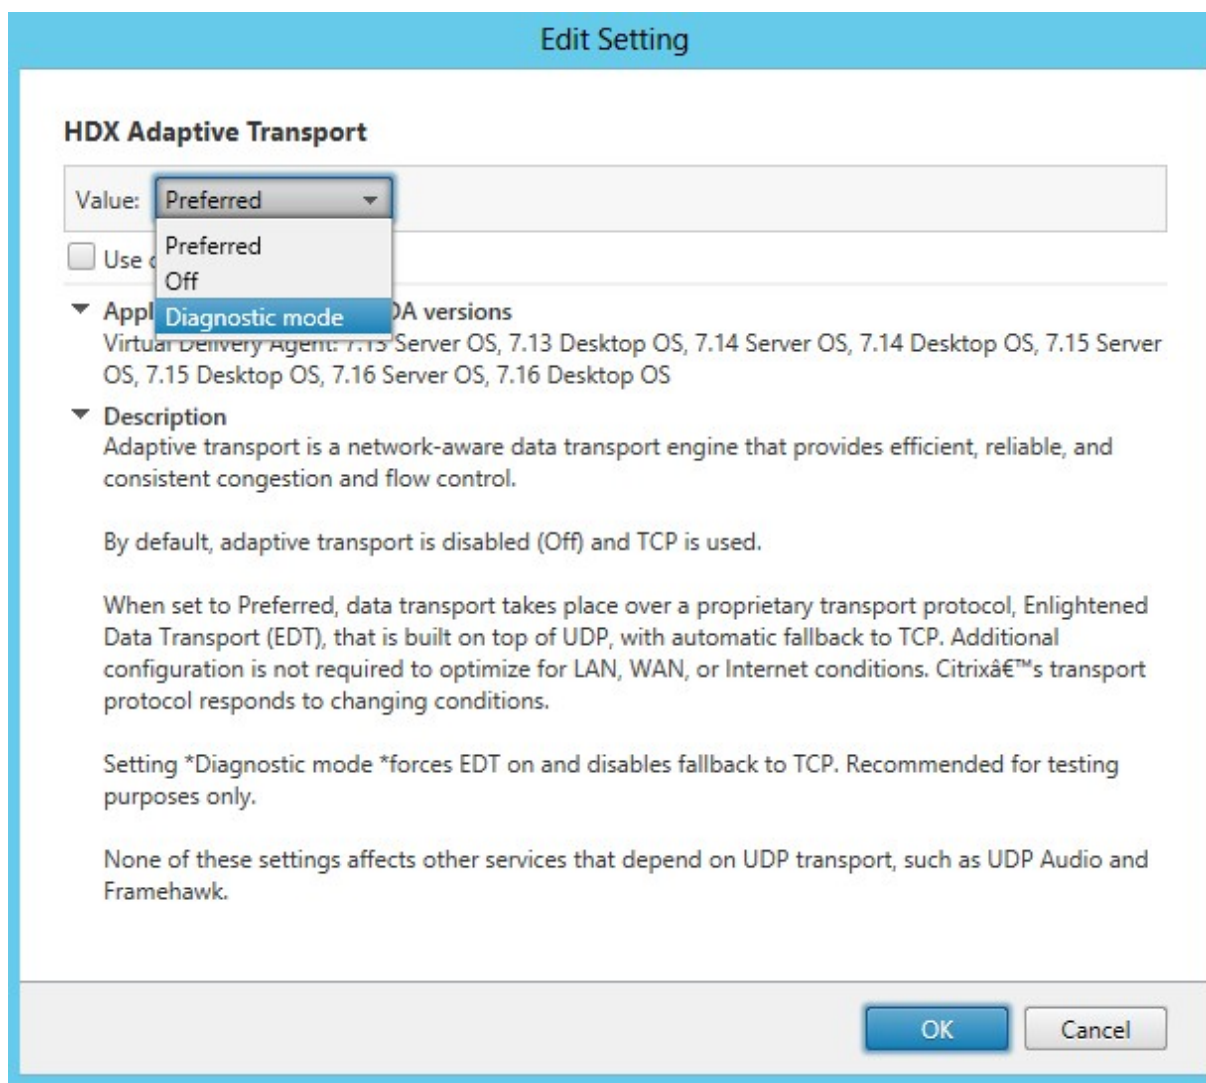 Edit Setting
HDX Adaptive Transport
Value: Preferred
Preferred
Use
Off
Diagnostic mode
Appl DA versions
Virtual Delivery Agent: 7.13 Server OS, 7.13 Desktop OS, 7.14 Server OS, 7.14 Desktop OS, 7.15 Server
OS, 7.15 Desktop OS, 7.16 Server OS, 7.16 Desktop OS
Description
Adaptive transport is a network-aware data transport engine that provides efficient, reliable, and
consistent congestion and flow control.
By default, adaptive transport is disabled (Off) and TCP is used.
When set to Preferred, data transport takes place over a proprietary transport protocol, Enlightened
Data Transport (EDT), that is built on top of UDP, with automatic fallback to TCP. Additional
configuration is not required to optimize for LAN, WAN, or Internet conditions. Citrixâ€™s transport
protocol responds to changing conditions.
Setting *Diagnostic mode *forces EDT on and disables fallback to TCP. Recommended for testing
purposes only.
None of these settings affects other services that depend on UDP transport, such as UDP Audio and
Framehawk.
OK
Cancel